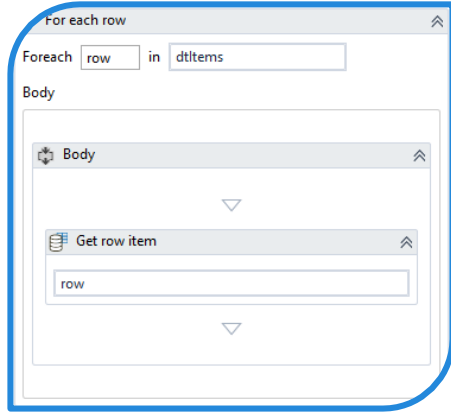 For each row
Foreach row in dtItems
Body
Body
Get row item
row